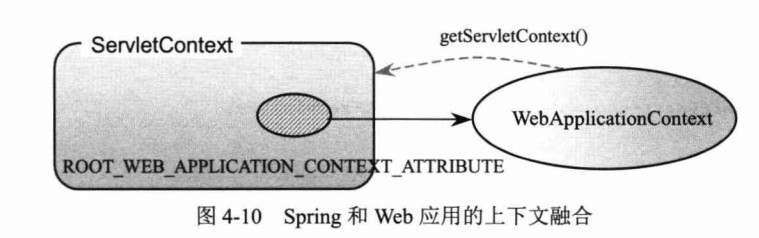 ServletContext
getServletContext()
WebApplicationContext
ROOT_WEB_APPLICATION_CONTEXT_ATTRIBUTE
图 4-10 Spring 和 Web 应用的上下文融合